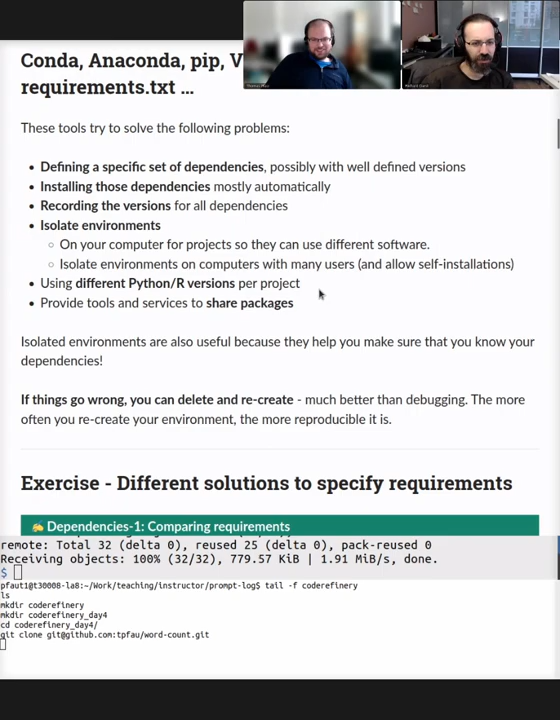 Conda, Anaconda, pip, V
requirements.txt ...
These tools try to solve the following problems:
• Defining a specific set of dependencies, possibly with well defined versions
• Installing those dependencies mostly automatically
• Recording the versions for all dependencies
• Isolate environments
◦ On your computer for projects so they can use different software.
◦ Isolate environments on computers with many users (and allow self-installations)
• Using different Python/R versions per project
• Provide tools and services to share packages
Isolated environments are also useful because they help you make sure that you know your
dependencies!
If things go wrong, you can delete and re-create - much better than debugging. The more
often you re-create your environment, the more reproducible it is.
Exercise - Different solutions to specify requirements
✍️ Dependencies-1: Comparing requirements
remote: Total 32 (delta 0), reused 25 (delta 0), pack-reused 0
Receiving objects: 100% (32/32), 779.57 KiB | 1.91 MiB/s, done.
$
pfaut1@t30008-la8:~/Work/teaching/instructor/prompt-log$ tail -f coderefinery
ls
mkdir coderefinery
mkdir coderefinery_day4
cd coderefinery_day4/
git clone git@github.com:tpfau/word-count.git